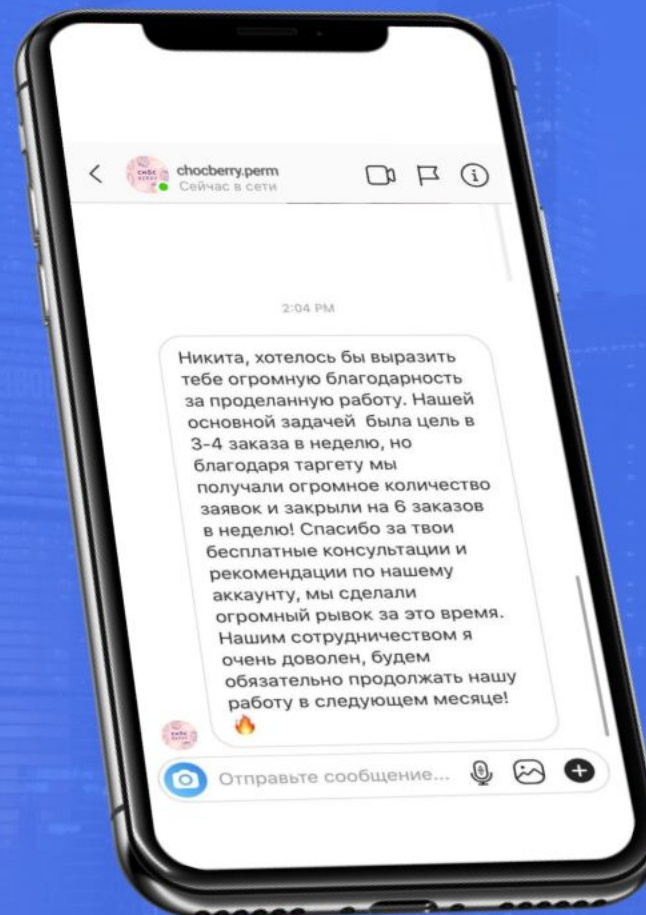 chocberry.perm
Сейчас в сети
2:04 PM
Никита, хотелось бы выразить
тебе огромную благодарность
за проделанную работу. Нашей
основной задачей была цель в
3-4 заказа в неделю, но
благодаря таргету мы
получали огромное количество
заявок и закрыли на 6 заказов
в неделю! Спасибо за твои
бесплатные консультации и
рекомендации по нашему
аккаунту, мы сделали
огромный рывок за это время.
Нашим сотрудничеством я
очень доволен, будем
обязательно продолжать нашу
работу в следующем месяце!
🔥
Отправьте сообщение...